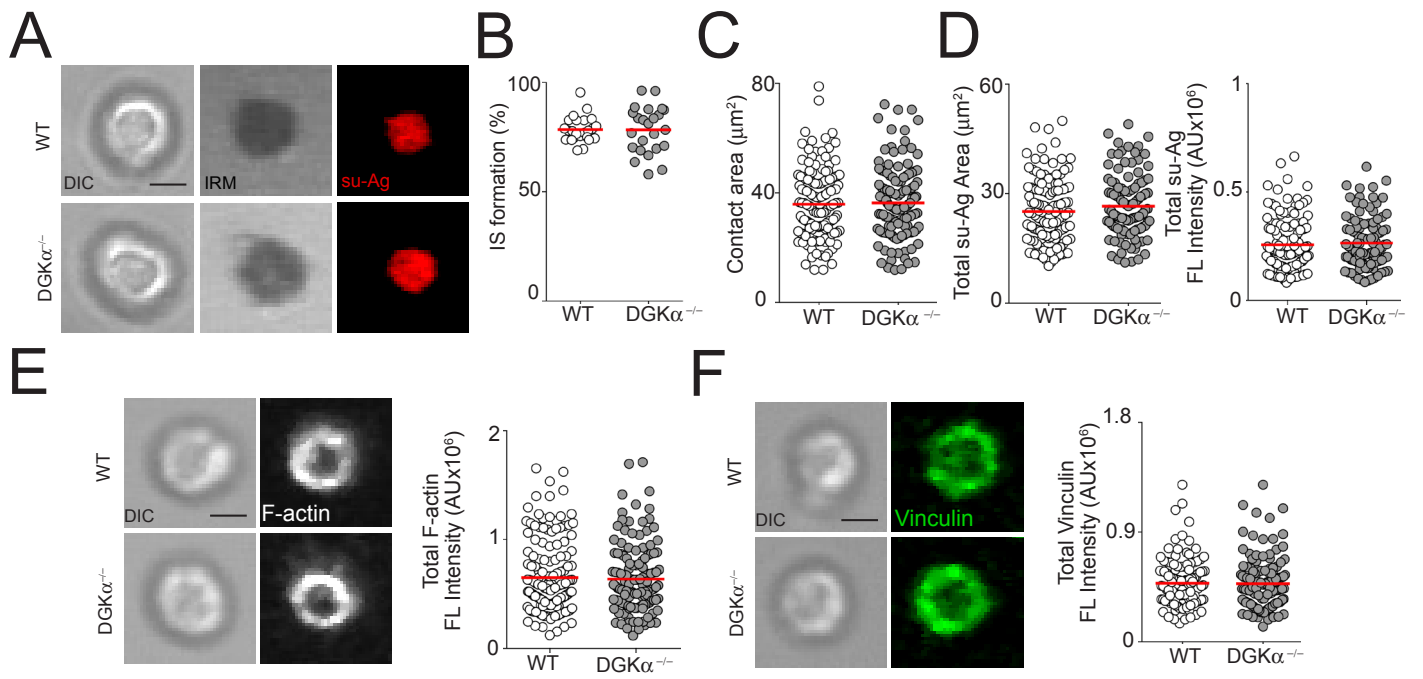 A
WT
DIC
IRM
su-Ag
DGKα⁻/⁻
B
IS formation (%)
100
50
0
WT
DGKα⁻/⁻
C
Contact area (μm²)
80
40
0
WT
DGKα⁻/⁻
D
Total su-Ag Area (μm²)
60
30
0
WT
DGKα⁻/⁻
Total su-Ag
FL Intensity (AUx10⁶)
1
0.5
0
WT
DGKα⁻/⁻
E
WT
DIC
F-actin
DGKα⁻/⁻
Total F-actin
FL Intensity (AUx10⁶)
2
1
0
WT
DGKα⁻/⁻
F
WT
DIC
Vinculin
DGKα⁻/⁻
Total Vinculin
FL Intensity (AUx10⁶)
1.8
0.9
0
WT
DGKα⁻/⁻